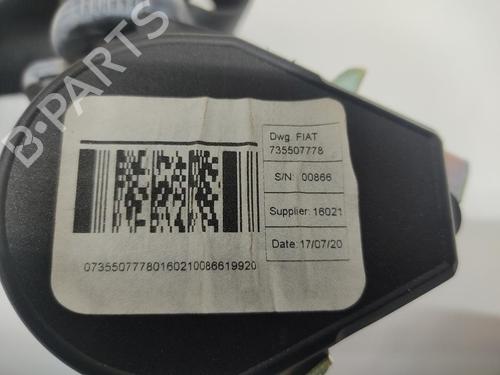 B-PARTS
Dwg. FIAT
735507778
S/N: 00866
Supplier: 16021
Date: 17/07/20
07355077780160210086619920